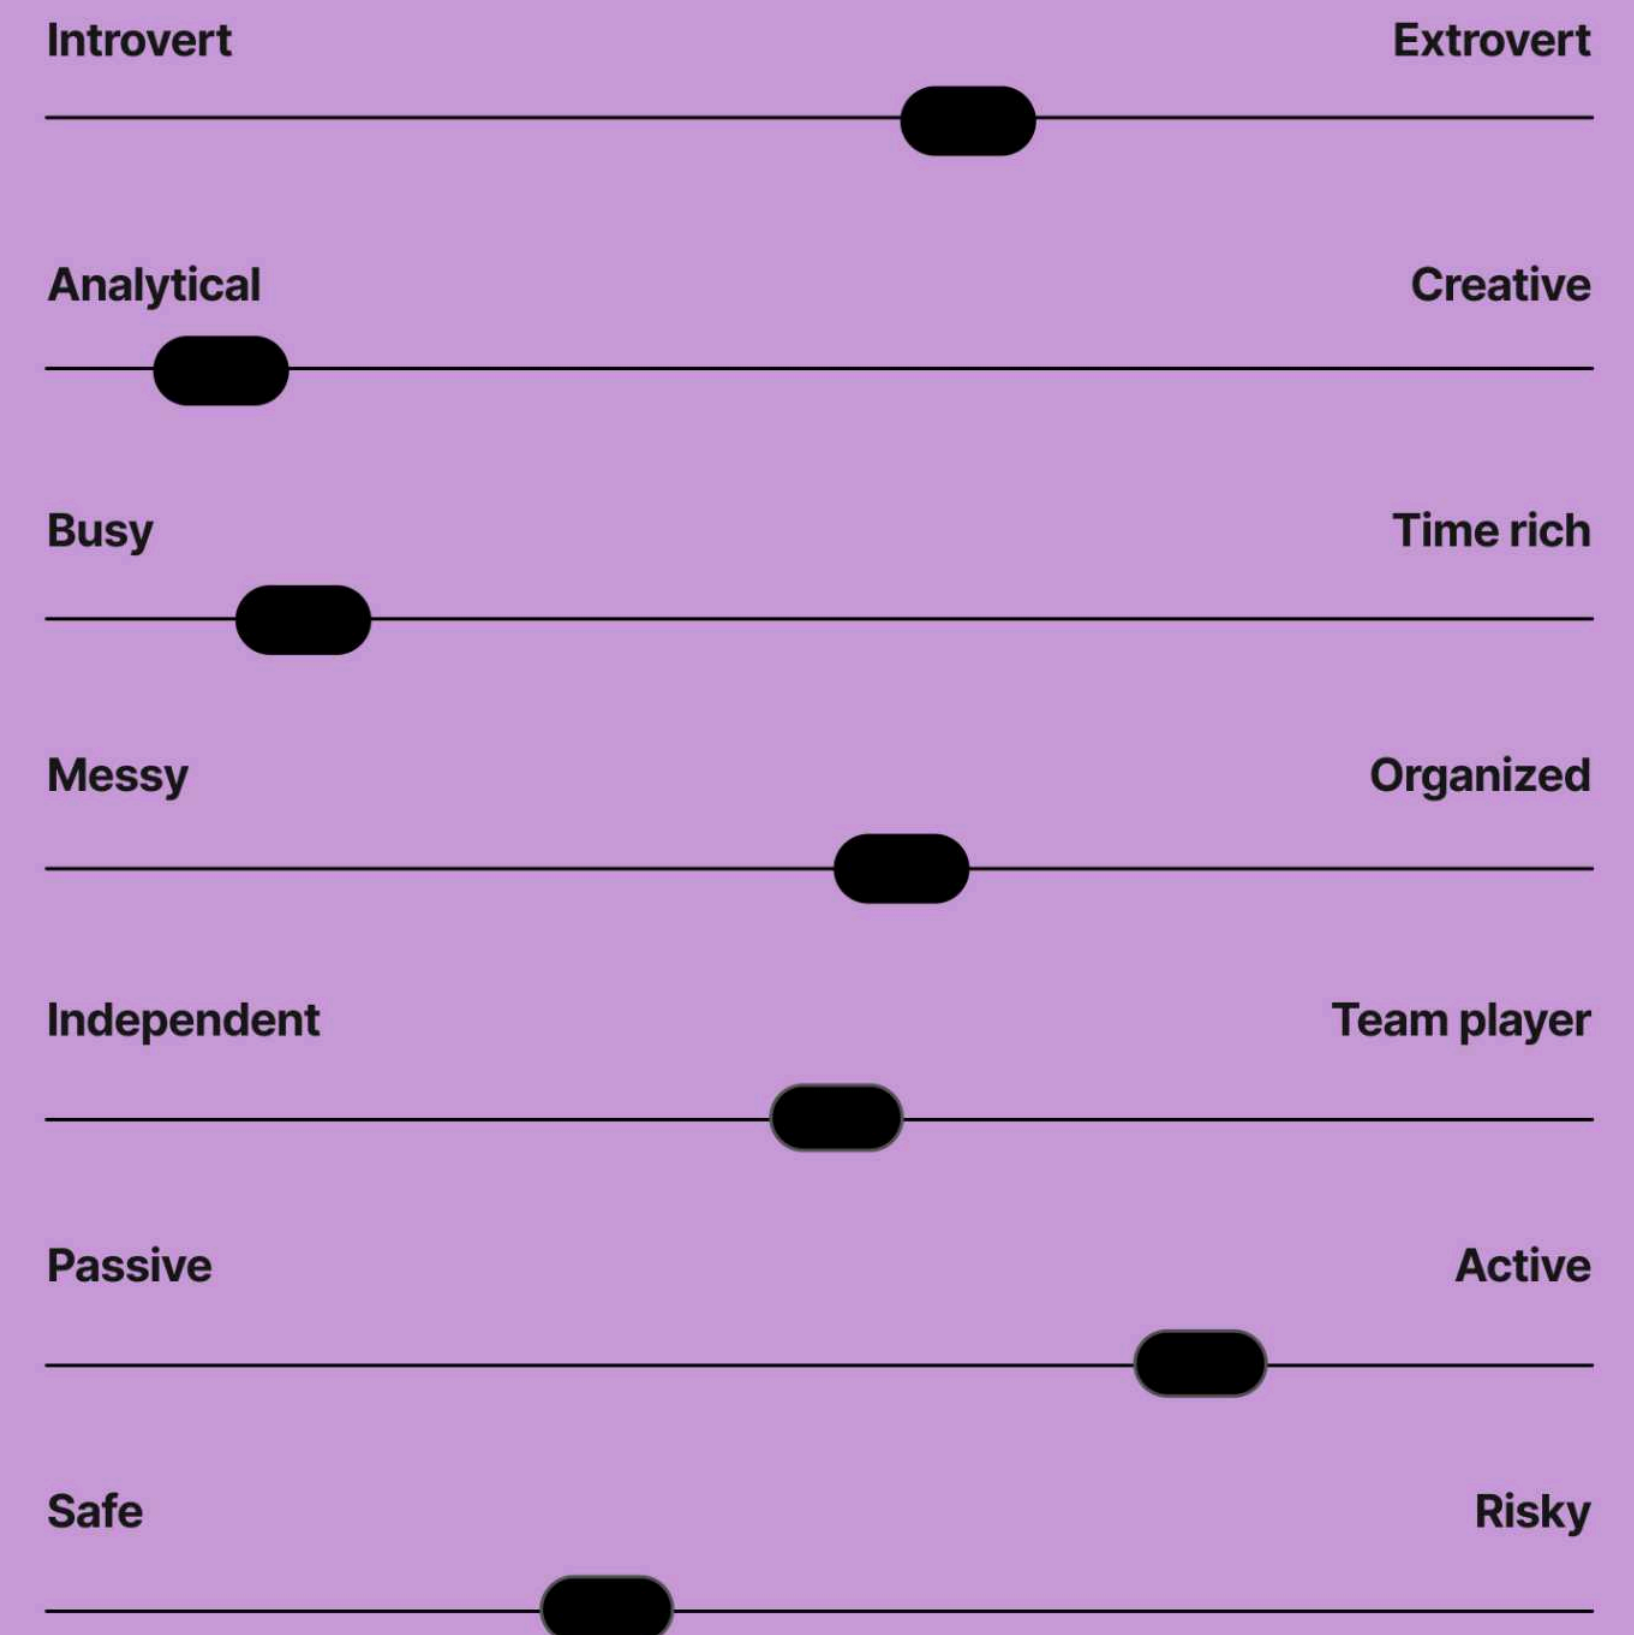 Introvert Extrovert
Analytical Creative
Busy Time rich
Messy Organized
Independent Team player
Passive Active
Safe Risky